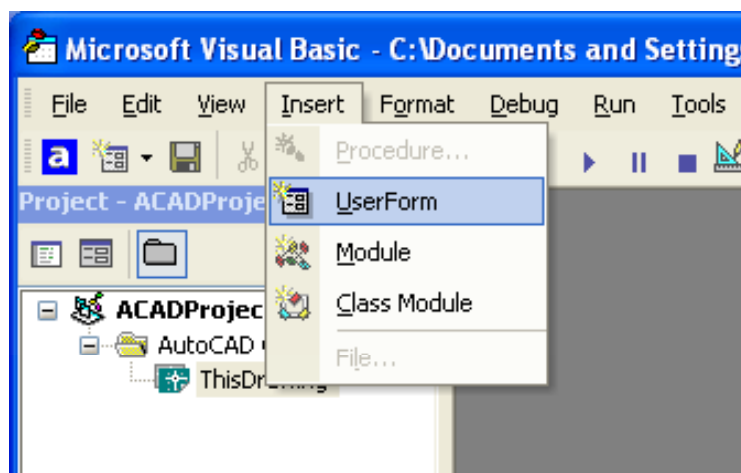 Microsoft Visual Basic - C:\Documents and Setting
File Edit View Insert Format Debug Run Tools
a
Procedure...
Project - ACADProje
UserForm
Module
Class Module
ACADProjec
AutoCAD
File...
ThisDrawing